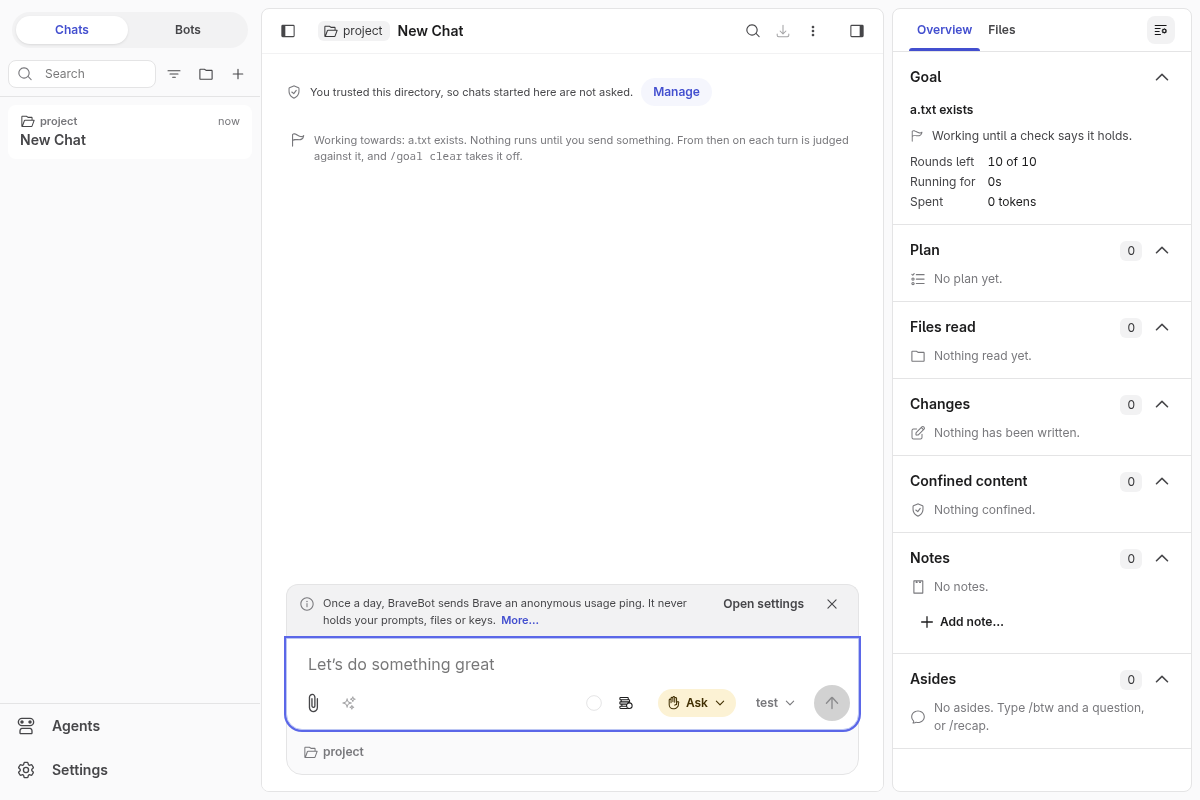 Chats
Bots
Search
project
now
New Chat
Agents
Settings
project
New Chat
You trusted this directory, so chats started here are not asked.
Manage
Working towards: a.txt exists. Nothing runs until you send something. From then on each turn is judged
against it, and /goal clear takes it off.
Once a day, BraveBot sends Brave an anonymous usage ping. It never
holds your prompts, files or keys. More...
Open settings
Let's do something great
Ask
test
project
Overview
Files
Goal
a.txt exists
Working until a check says it holds.
Rounds left 10 of 10
Running for 0s
Spent 0 tokens
Plan
0
No plan yet.
Files read
0
Nothing read yet.
Changes
0
Nothing has been written.
Confined content
0
Nothing confined.
Notes
0
No notes.
Add note...
Asides
0
No asides. Type /btw and a question,
or /recap.